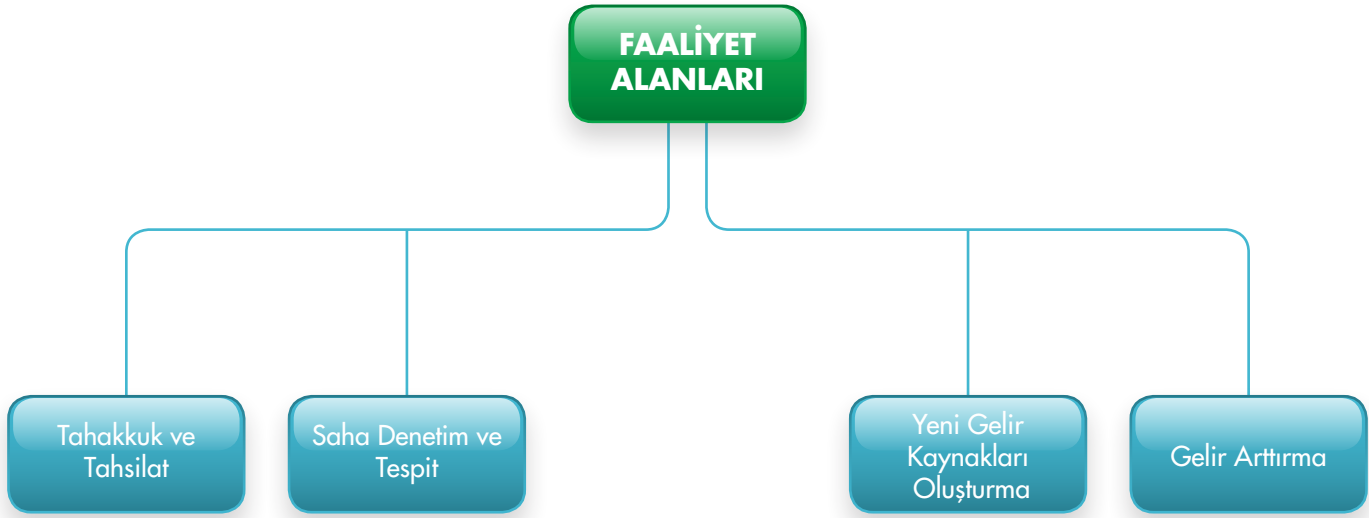 FAALİYET
ALANLARI
Tahakkuk ve
Tahsilat
Saha Denetim ve
Tespit
Yeni Gelir
Kaynakları
Oluşturma
Gelir Arttırma